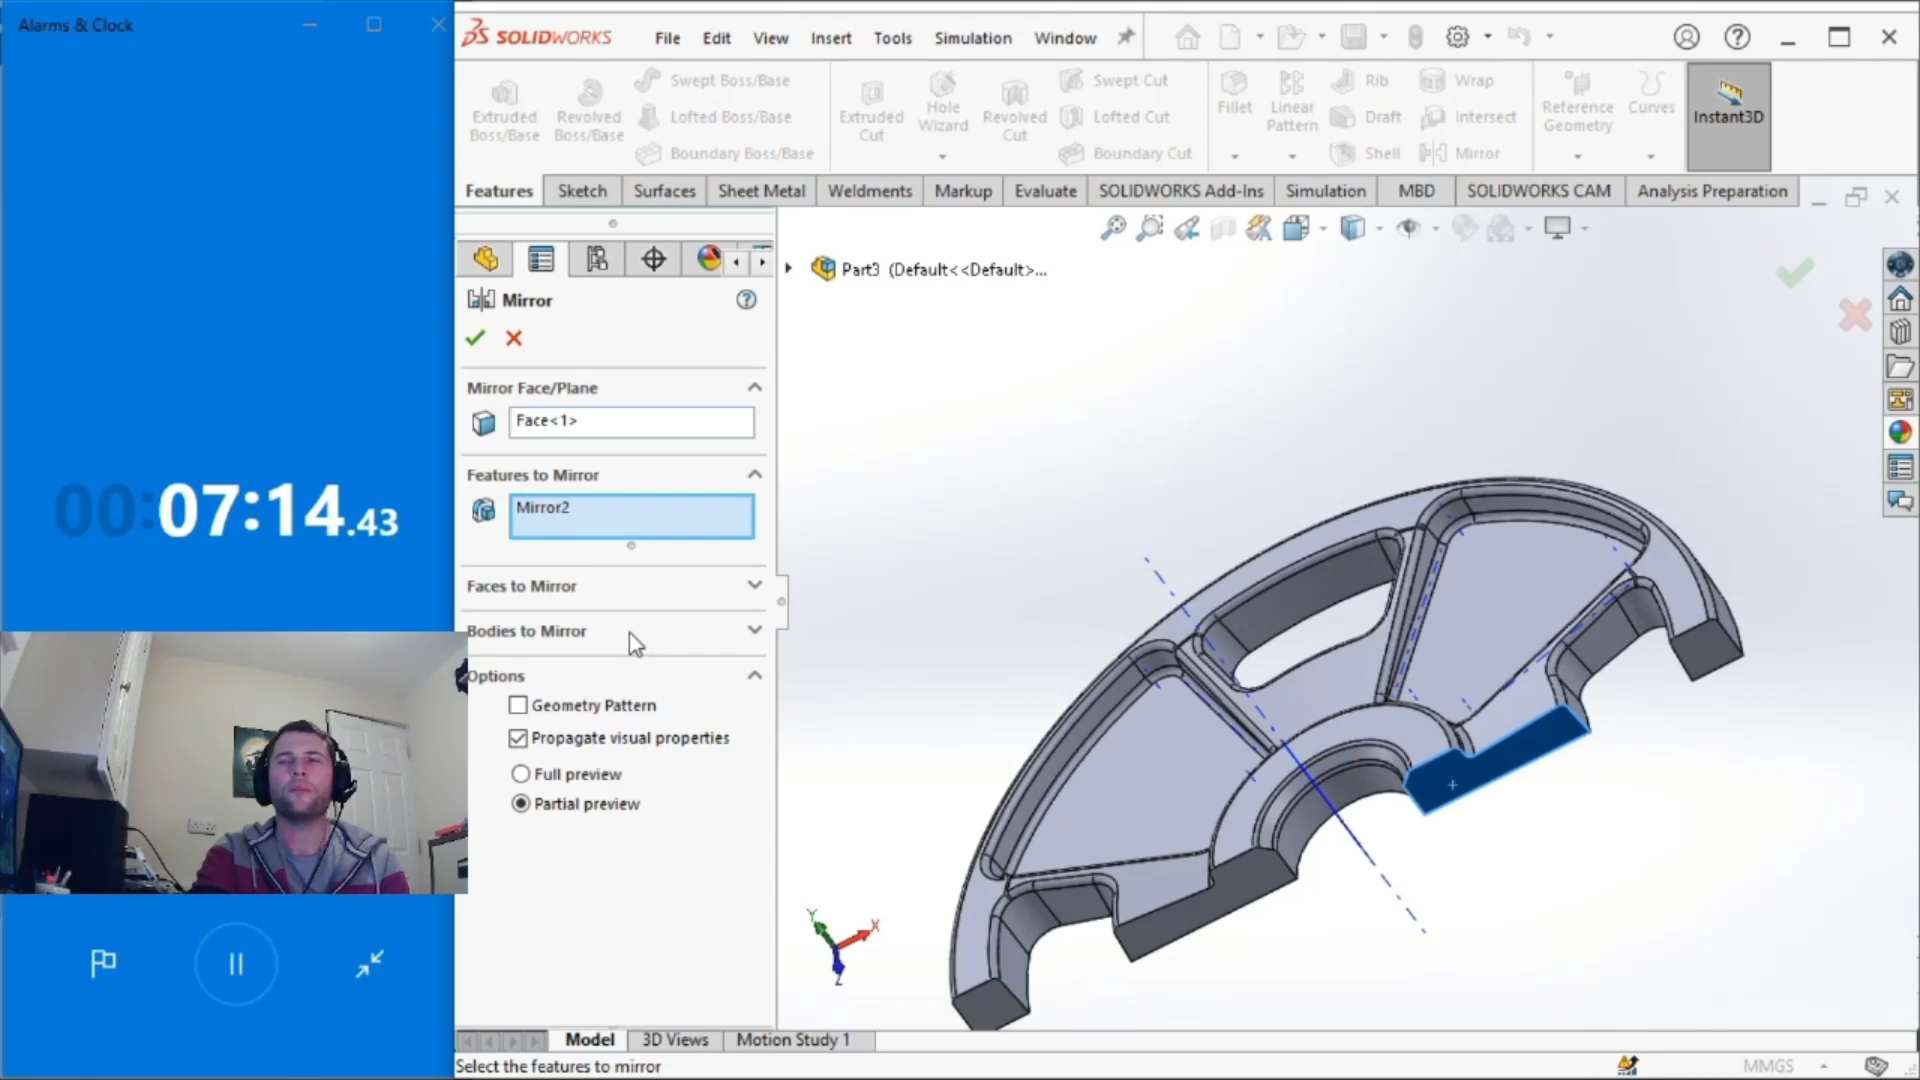 Alarms & Clock
00:07:14.43
SOLIDWORKS
File Edit View Insert Tools Simulation Window
Extruded Boss/Base
Revolved Boss/Base
Swept Boss/Base
Lofted Boss/Base
Boundary Boss/Base
Extruded Cut
Hole Wizard
Revolved Cut
Swept Cut
Lofted Cut
Boundary Cut
Fillet
Linear Pattern
Rib
Draft
Shell
Wrap
Intersect
Mirror
Reference Geometry
Curves
Instant3D
Features Sketch Surfaces Sheet Metal Weldments Markup Evaluate SOLIDWORKS Add-Ins Simulation MBD SOLIDWORKS CAM Analysis Preparation
Part3 (Default<<Default>...
Mirror
Mirror Face/Plane
Face<1>
Features to Mirror
Mirror2
Faces to Mirror
Bodies to Mirror
Options
Geometry Pattern
Propagate visual properties
Full preview
Partial preview
Y
X
Z
Model 3D Views Motion Study 1
Select the features to mirror
MMGS